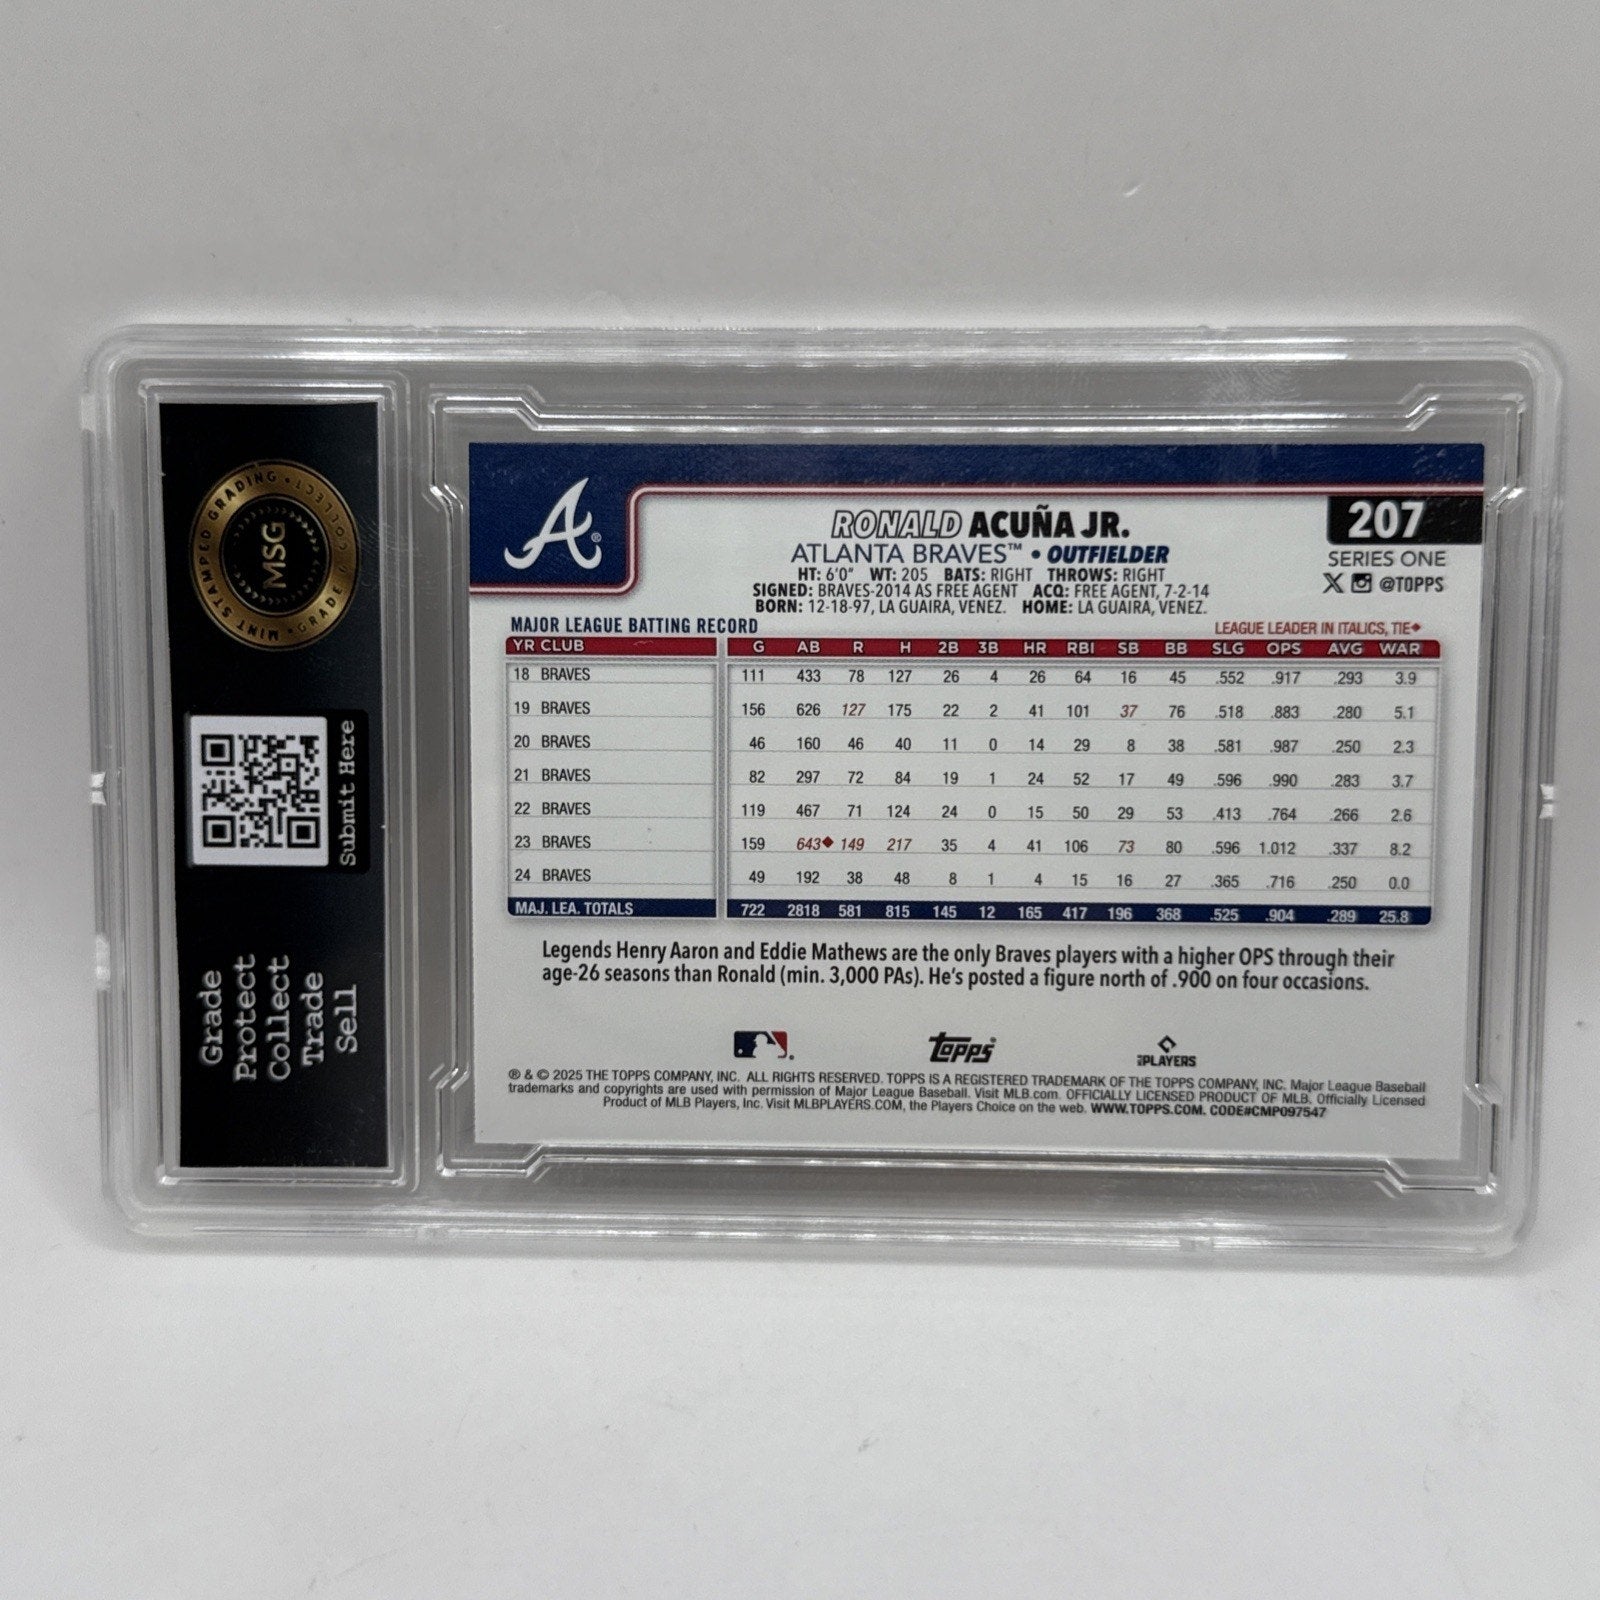 MINT STAMPED GRADING • COLLECT •
GRADE
MSG
Submit Here
Grade
Protect
Collect
Trade
Sell
A®
207
RONALD ACUÑA JR.
SERIES ONE
ATLANTA BRAVES™ • OUTFIELDER
X @TOPPS
HT: 6'0" WT: 205 BATS: RIGHT THROWS: RIGHT
SIGNED: BRAVES-2014 AS FREE AGENT ACQ: FREE AGENT, 7-2-14
BORN: 12-18-97, LA GUAIRA, VENEZ. HOME: LA GUAIRA, VENEZ.
MAJOR LEAGUE BATTING RECORD LEAGUE LEADER IN ITALICS, TIE◆
YR CLUB G AB R H 2B 3B HR RBI SB BB SLG OPS AVG WAR
18 BRAVES 111 433 78 127 26 4 26 64 16 45 .552 .917 .293 3.9
19 BRAVES 156 626 127 175 22 2 41 101 37 76 .518 .883 .280 5.1
20 BRAVES 46 160 46 40 11 0 14 29 8 38 .581 .987 .250 2.3
21 BRAVES 82 297 72 84 19 1 24 52 17 49 .596 .990 .283 3.7
22 BRAVES 119 467 71 124 24 0 15 50 29 53 .413 .764 .266 2.6
23 BRAVES 159 643◆ 149 217 35 4 41 106 73 80 .596 1.012 .337 8.2
24 BRAVES 49 192 38 48 8 1 4 15 16 27 .365 .716 .250 0.0
MAJ. LEA. TOTALS 722 2818 581 815 145 12 165 417 196 368 .525 .904 .289 25.8
Legends Henry Aaron and Eddie Mathews are the only Braves players with a higher OPS through their
age-26 seasons than Ronald (min. 3,000 PAs). He's posted a figure north of .900 on four occasions.
topps
PLAYERS
® & © 2025 THE TOPPS COMPANY, INC. ALL RIGHTS RESERVED. TOPPS IS A REGISTERED TRADEMARK OF THE TOPPS COMPANY, INC. Major League Baseball
trademarks and copyrights are used with permission of Major League Baseball. Visit MLB.com. OFFICIALLY LICENSED PRODUCT OF MLB. Officially Licensed
Product of MLB Players, Inc. Visit MLBPLAYERS.COM, the Players Choice on the web. WWW.TOPPS.COM. CODE#CMP097547